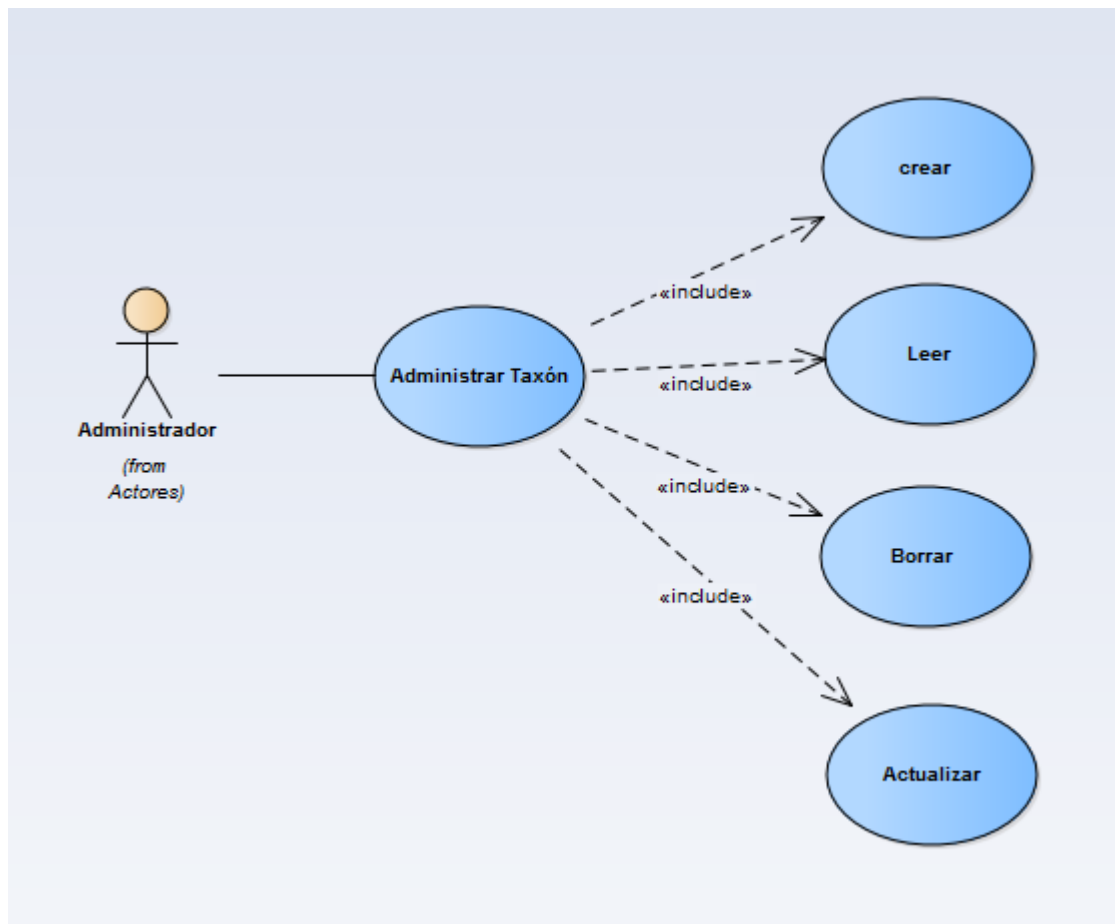 crear
«include»
Leer
Administrar Taxón
«include»
Administrador
(from
Actores)
«include»
Borrar
«include»
Actualizar